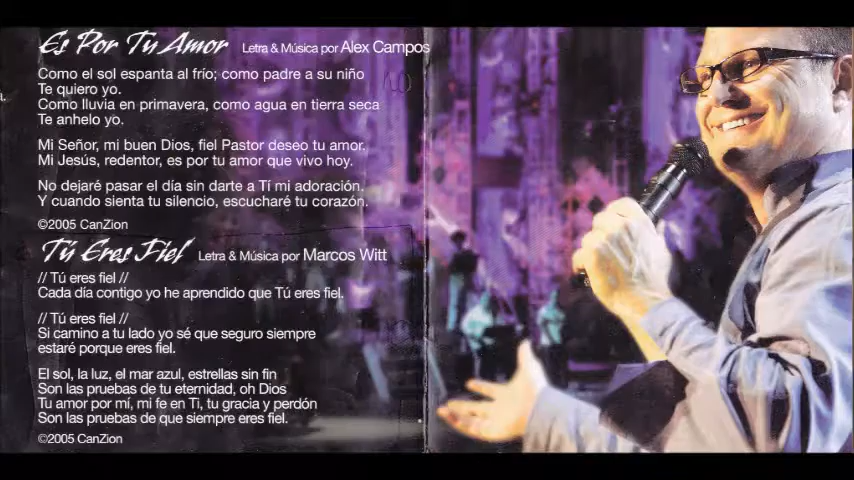 Es Por Tu Amor Letra & Música por Alex Campos
Como el sol espanta al frío; como padre a su niño
Te quiero yo.
Como lluvia en primavera, como agua en tierra seca
Te anhelo yo.
Mi Señor, mi buen Dios, fiel Pastor deseo tu amor.
Mi Jesús, redentor, es por tu amor que vivo hoy.
No dejaré pasar el día sin darte a Tí mi adoración.
Y cuando sienta tu silencio, escucharé tu corazón.
©2005 CanZion
Tú Eres Fiel Letra & Música por Marcos Witt
// Tú eres fiel //
Cada día contigo yo he aprendido que Tú eres fiel.
// Tú eres fiel //
Si camino a tu lado yo sé que seguro siempre
estaré porque eres fiel.
El sol, la luz, el mar azul, estrellas sin fin
Son las pruebas de tu eternidad, oh Dios
Tu amor por mí, mi fe en Ti, tu gracia y perdón
Son las pruebas de que siempre eres fiel.
©2005 CanZion